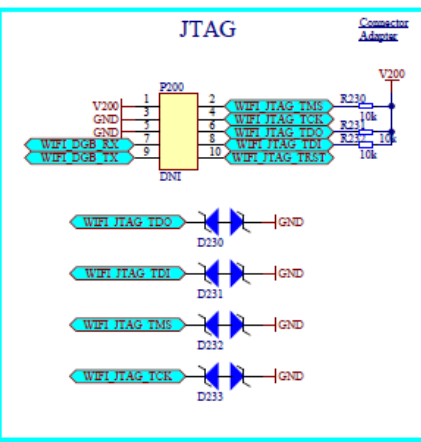 JTAG
Connector
Adapter
V200
P200
V200 1 2 WIFI_JTAG_TMS R230 10k
GND 3 4 WIFI_JTAG_TCK
GND 5 6 WIFI_JTAG_TDO R231 10k
WIFI_DGB_RX 7 8 WIFI_JTAG_TDI R232 10k
WIFI_DGB_TX 9 10 WIFI_JTAG_TRST
DNI
WIFI_JTAG_TDO GND
D230
WIFI_JTAG_TDI GND
D231
WIFI_JTAG_TMS GND
D232
WIFI_JTAG_TCK GND
D233